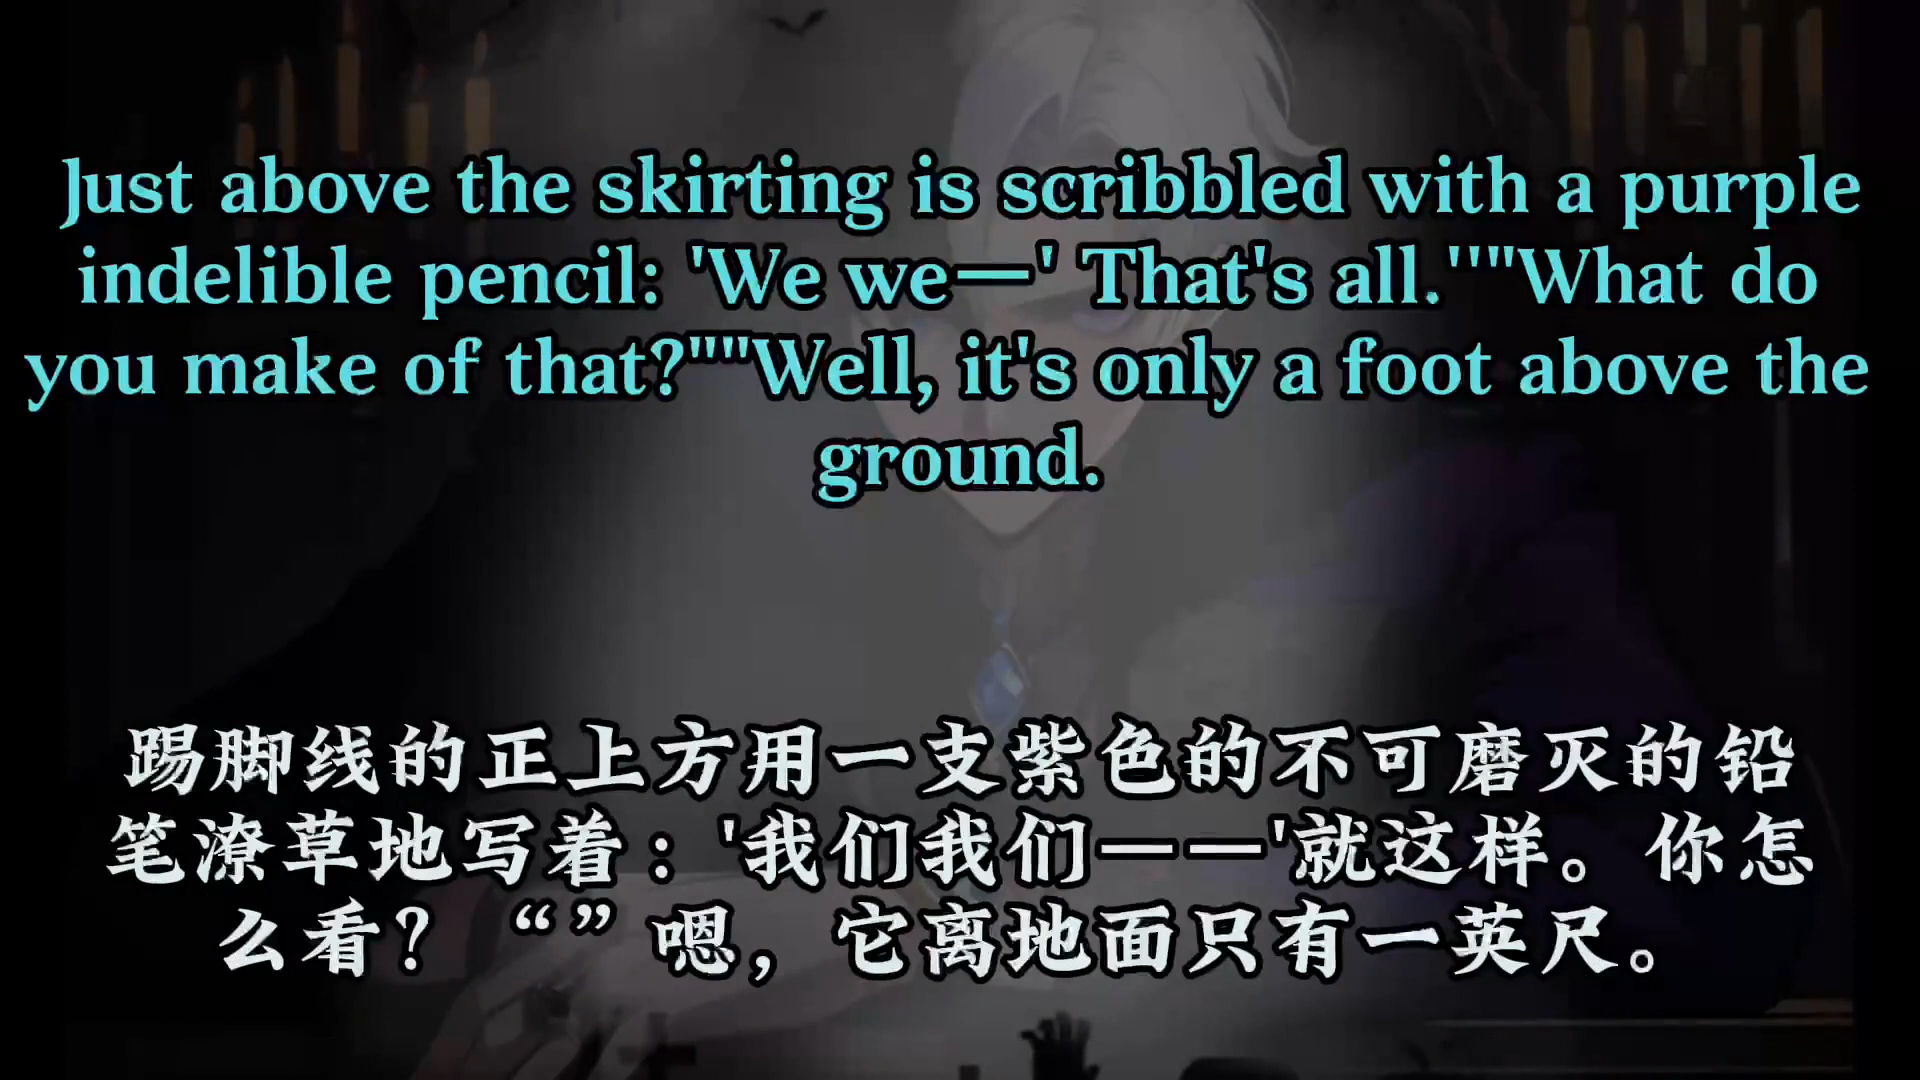 Just above the skirting is scribbled with a purple
indelible pencil: 'We we—' That's all.'""What do
you make of that?""Well, it's only a foot above the
ground.
踢脚线的正上方用一支紫色的不可磨灭的铅
笔潦草地写着：'我们我们——'就这样。你怎
么看？“”嗯，它离地面只有一英尺。